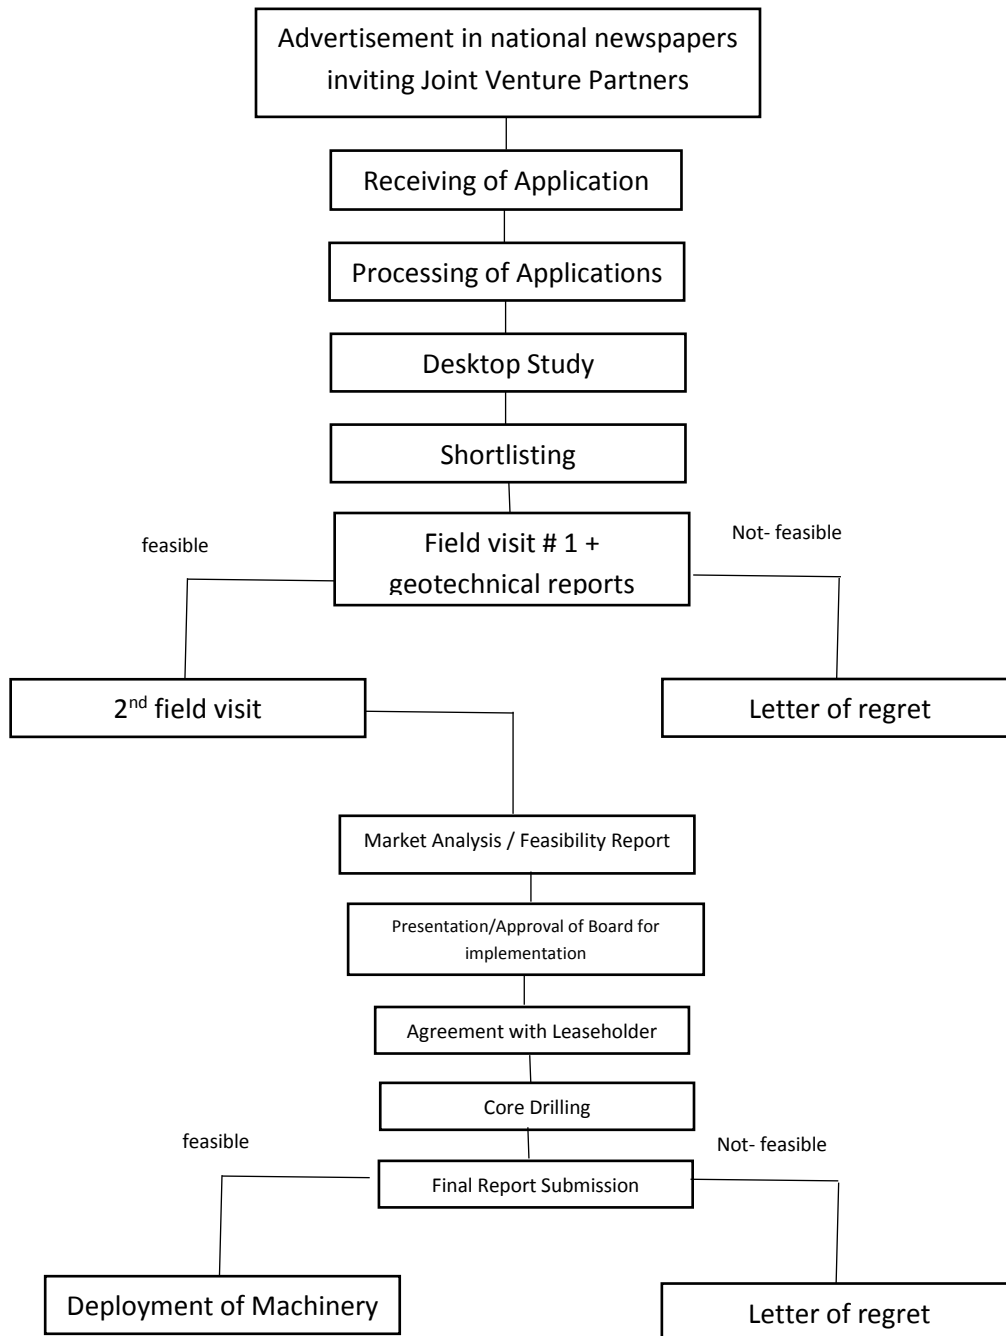 Advertisement in national newspapers
inviting Joint Venture Partners
Receiving of Application
Processing of Applications
Desktop Study
Shortlisting
Field visit # 1 +
geotechnical reports
feasible
Not- feasible
2nd field visit
Letter of regret
Market Analysis / Feasibility Report
Presentation/Approval of Board for
implementation
Agreement with Leaseholder
Core Drilling
Final Report Submission
feasible
Not- feasible
Deployment of Machinery
Letter of regret